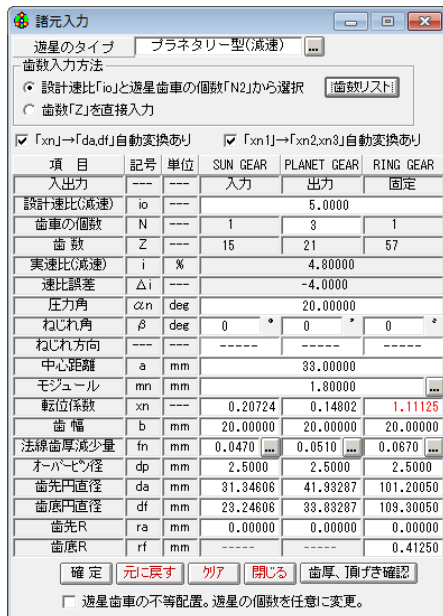 諸元入力
遊星のタイプ プラネタリー型(減速) ...
歯数入力方法
設計速比「io」と遊星歯車の個数「N2」から選択 歯数リスト
歯数「Z」を直接入力
「xn」→「da,df」自動変換あり 「xn1」→「xn2,xn3」自動変換あり
項 目 記号 単位 SUN GEAR PLANET GEAR RING GEAR
入出力 --- --- 入力 出力 固定
設計速比(減速) io --- 5.0000
歯車の個数 N --- 1 3 1
歯 数 Z --- 15 21 57
実速比(減速) i % 4.80000
速比誤差 Δi --- -4.0000
圧力角 αn deg 20.00000
ねじれ角 β deg 0 ° 0 ' 0 "
ねじれ方向 --- --- ----- ----- -----
中心距離 a mm 33.00000
モジュール mn mm 1.80000 ...
転位係数 xn --- 0.20724 0.14802 1.11125
歯 幅 b mm 20.00000 20.00000 20.00000
法線歯厚減少量 fn mm 0.0470 ... 0.0510 ... 0.0670 ...
オーバーピン径 dp mm 2.5000 2.5000 2.5000
歯先円直径 da mm 31.34606 41.93287 101.20050
歯底円直径 df mm 23.24606 33.83287 109.30050
歯先R ra mm 0.00000 0.00000 0.00000
歯底R rf mm ----- ----- 0.41250
確 定 元に戻す クリア 閉じる 歯厚、頂げき確認
遊星歯車の不等配置。遊星の個数を任意に変更。